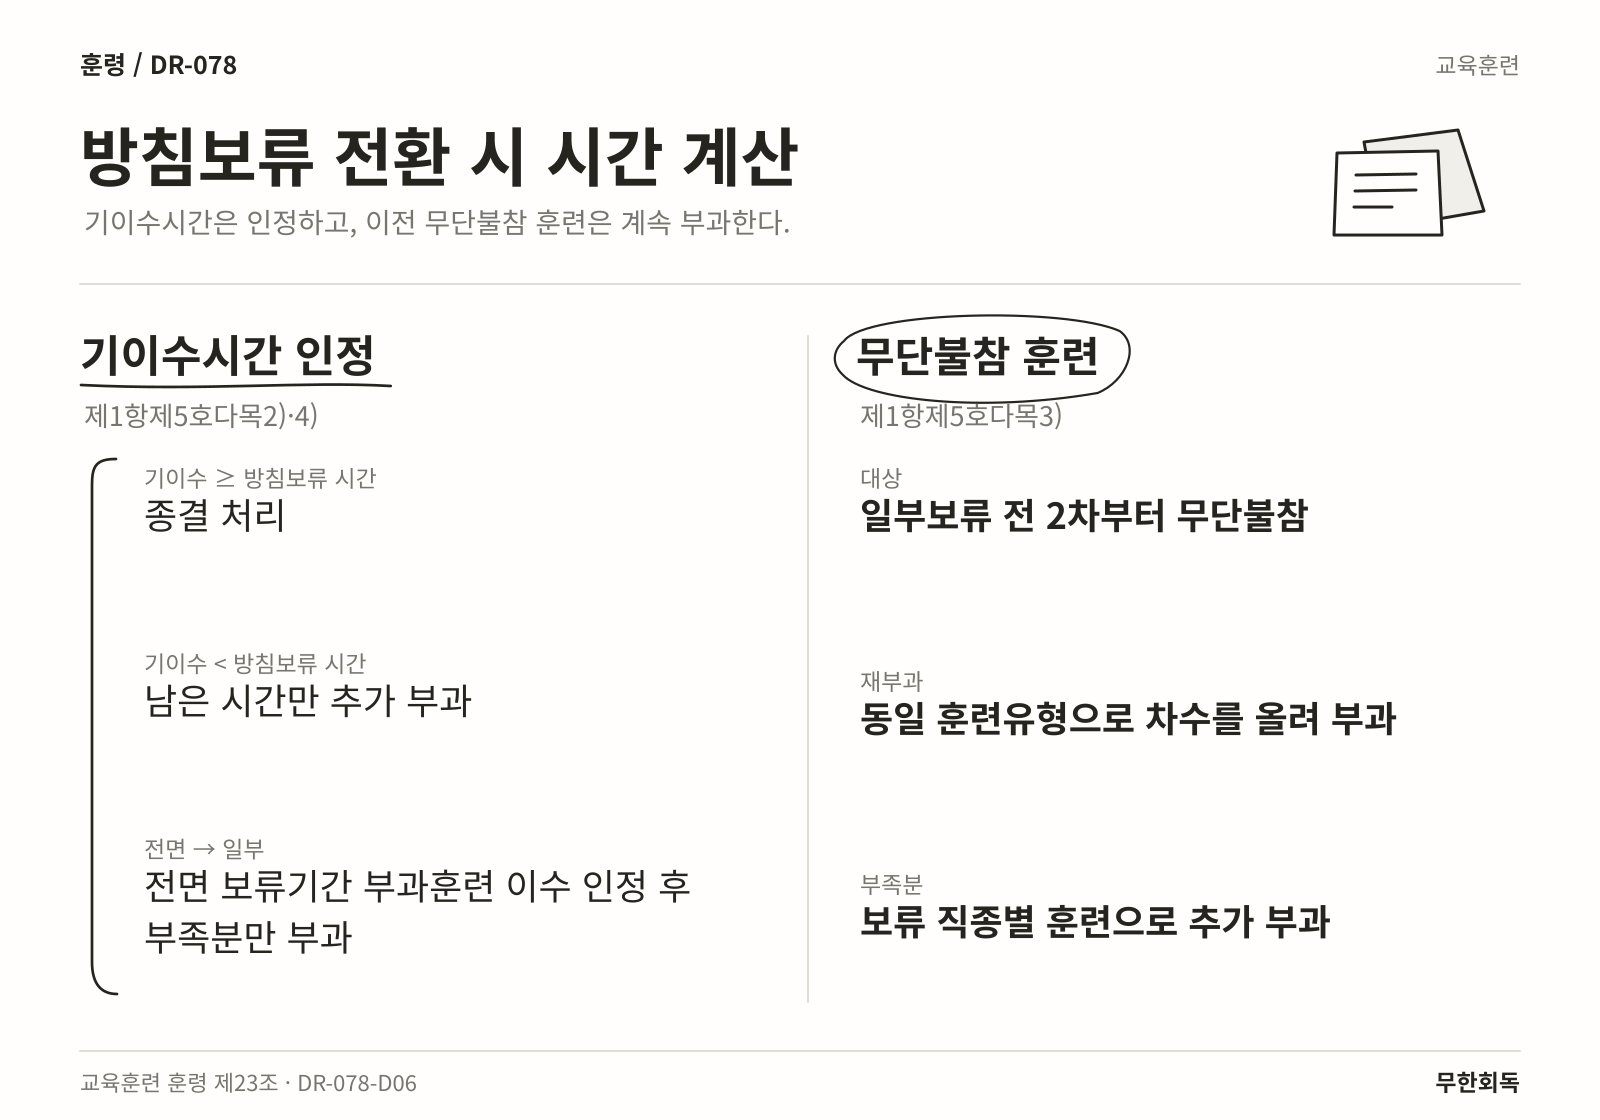 훈령 / DR-078
교육훈련
방침보류 전환 시 시간 계산
기이수시간은 인정하고, 이전 무단불참 훈련은 계속 부과한다.
기이수시간 인정
제1항제5호다목2)·4)
기이수 ≥ 방침보류 시간
종결 처리
기이수 < 방침보류 시간
남은 시간만 추가 부과
전면 → 일부
전면 보류기간 부과훈련 이수 인정 후
부족분만 부과
무단불참 훈련
제1항제5호다목3)
대상
일부보류 전 2차부터 무단불참
재부과
동일 훈련유형으로 차수를 올려 부과
부족분
보류 직종별 훈련으로 추가 부과
교육훈련 훈령 제23조 · DR-078-D06
무한회독